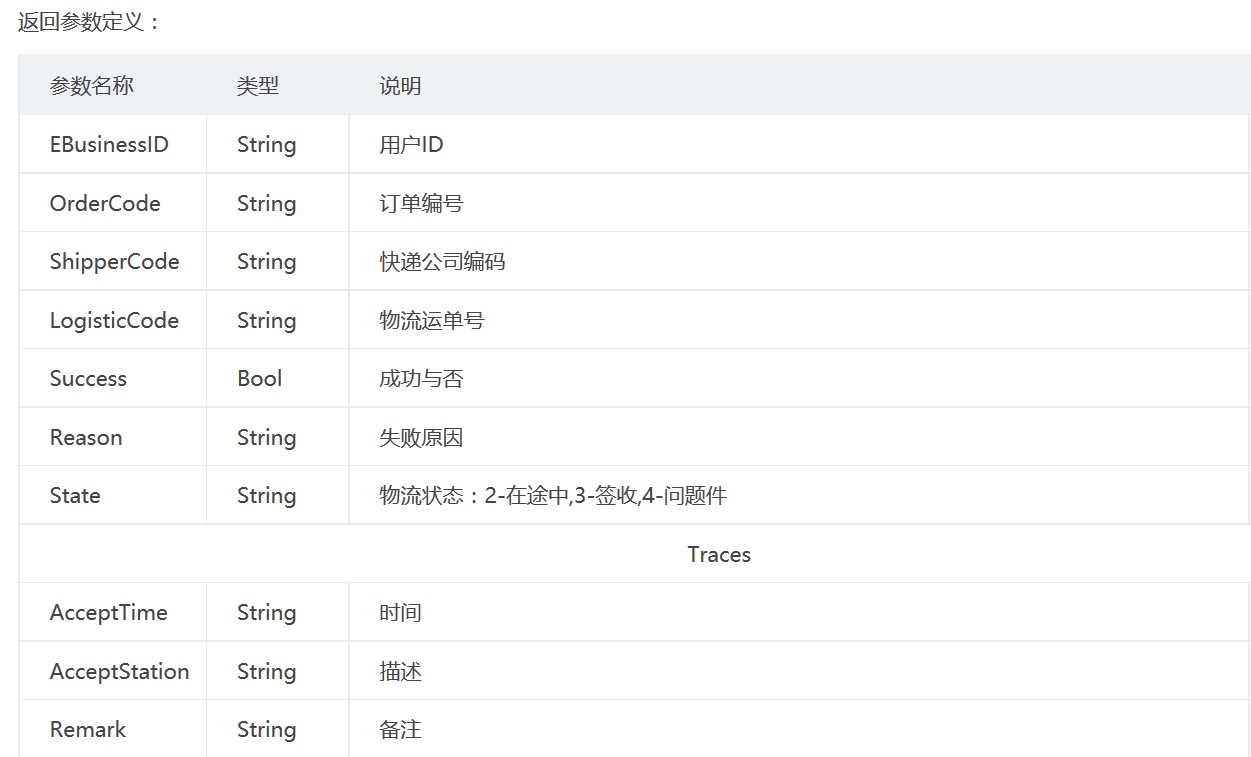 返回参数定义：
参数名称 类型 说明
EBusinessID String 用户ID
OrderCode String 订单编号
ShipperCode String 快递公司编码
LogisticCode String 物流运单号
Success Bool 成功与否
Reason String 失败原因
State String 物流状态：2-在途中,3-签收,4-问题件
Traces
AcceptTime String 时间
AcceptStation String 描述
Remark String 备注